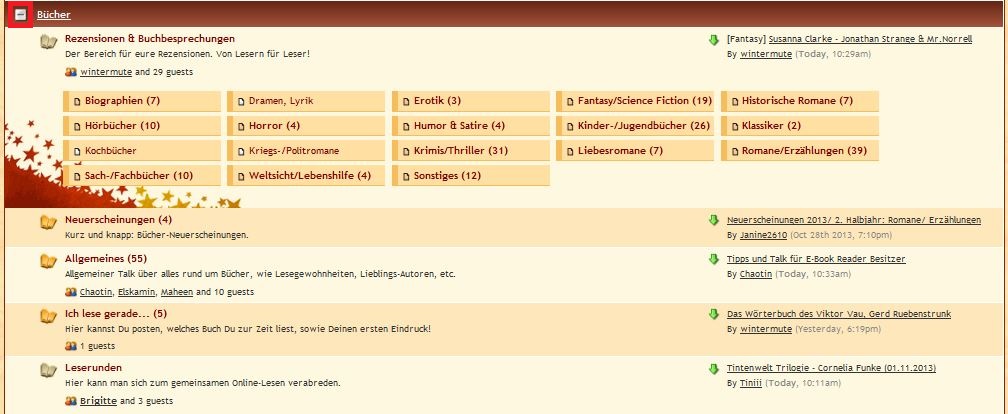 Bücher
Rezensionen & Buchbesprechungen
Der Bereich für eure Rezensionen. Von Lesern für Leser!
wintermute and 29 guests
[Fantasy] Susanna Clarke - Jonathan Strange & Mr.Norrell
By wintermute (Today, 10:29am)
Biographien (7) Dramen, Lyrik Erotik (3) Fantasy/Science Fiction (19) Historische Romane (7)
Hörbücher (10) Horror (4) Humor & Satire (4) Kinder-/Jugendbücher (26) Klassiker (2)
Kochbücher Kriegs-/Politromane Krimis/Thriller (31) Liebesromane (7) Romane/Erzählungen (39)
Sach-/Fachbücher (10) Weltsicht/Lebenshilfe (4) Sonstiges (12)
Neuerscheinungen (4)
Kurz und knapp: Bücher-Neuerscheinungen.
Neuerscheinungen 2013/ 2. Halbjahr: Romane/ Erzählungen
By Janine2610 (Oct 28th 2013, 7:10pm)
Allgemeines (55)
Allgemeiner Talk über alles rund um Bücher, wie Lesegewohnheiten, Lieblings-Autoren, etc.
Chaotin, Elskamin, Maheen and 10 guests
Tipps und Talk für E-Book Reader Besitzer
By Chaotin (Today, 10:33am)
Ich lese gerade... (5)
Hier kannst Du posten, welches Buch Du zur Zeit liest, sowie Deinen ersten Eindruck!
1 guests
Das Wörterbuch des Viktor Vau, Gerd Ruebenstrunk
By wintermute (Yesterday, 6:19pm)
Leserunden
Hier kann man sich zum gemeinsamen Online-Lesen verabreden.
Brigitte and 3 guests
Tintenwelt Trilogie - Cornelia Funke (01.11.2013)
By Tiniii (Today, 10:11am)